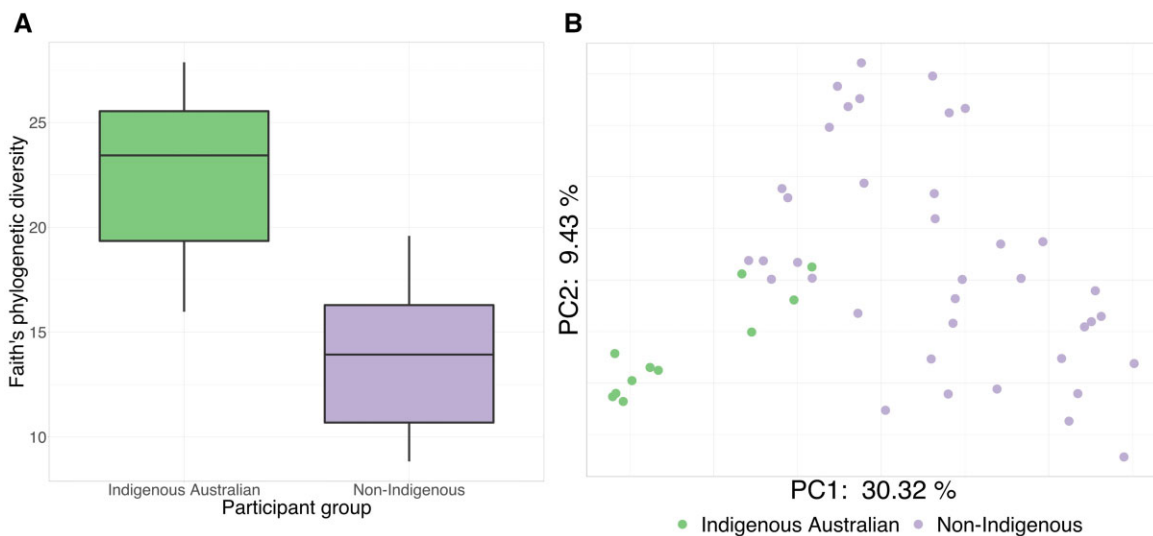 A
Faith's phylogenetic diversity
25
20
15
10
Indigenous Australian
Non-Indigenous
Participant group
B
PC2: 9.43 %
PC1: 30.32 %
Indigenous Australian
Non-Indigenous